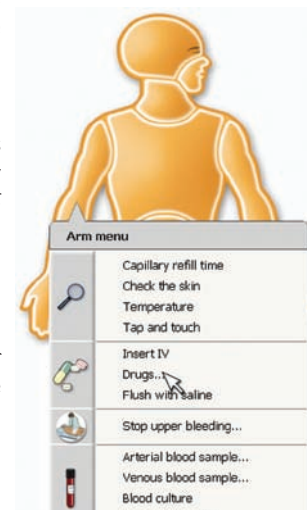 Arm menu
Capillary refill time
Check the skin
Temperature
Tap and touch
Insert IV
Drugs...
Flush with saline
Stop upper bleeding...
Arterial blood sample...
Venous blood sample...
Blood culture